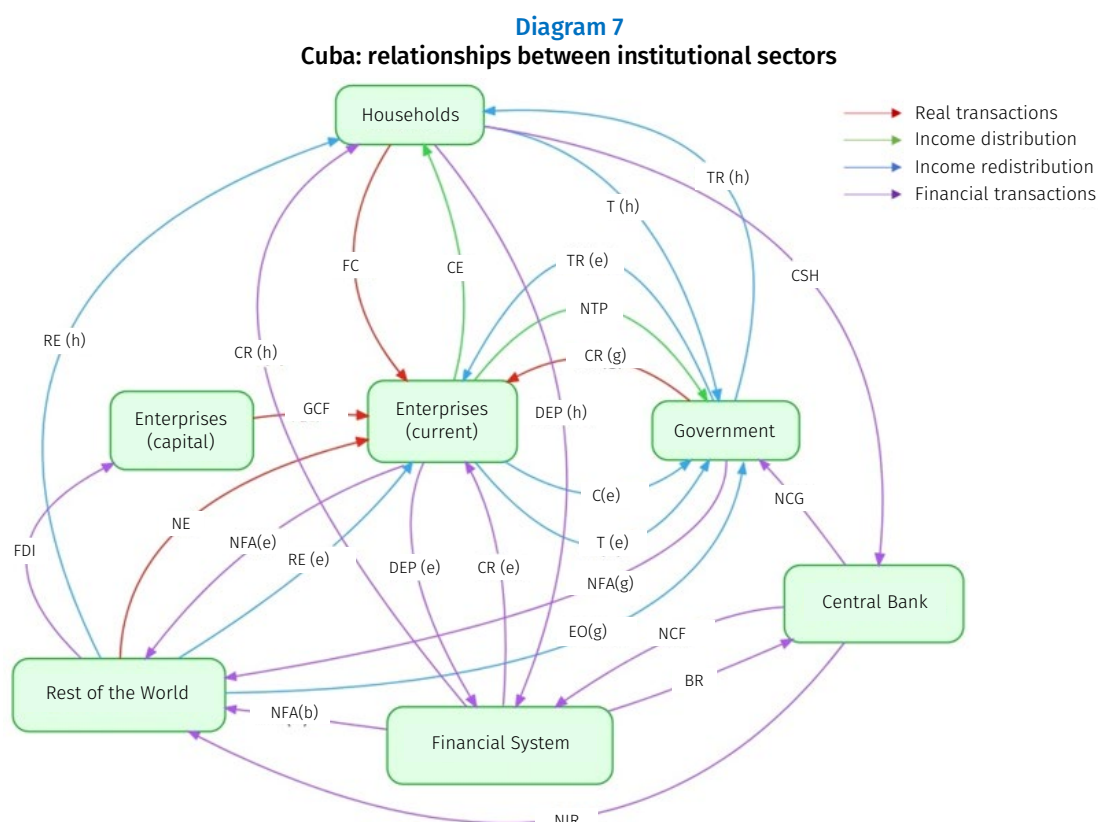 Diagram 7
Cuba: relationships between institutional sectors
Households
Real transactions
Income distribution
Income redistribution
Financial transactions
TR (h)
T (h)
TR (e)
FC
CE
CSH
NTP
RE (h)
CR (h)
CR (g)
Enterprises
(capital)
GCF
Enterprises
(current)
DEP (h)
Government
C(e)
NCG
NE
NFA(e)
T (e)
FDI
RE (e)
DEP (e)
CR (e)
NFA(g)
Central Bank
EO(g)
NCF
BR
Rest of the World
NFA(b)
Financial System
NIR